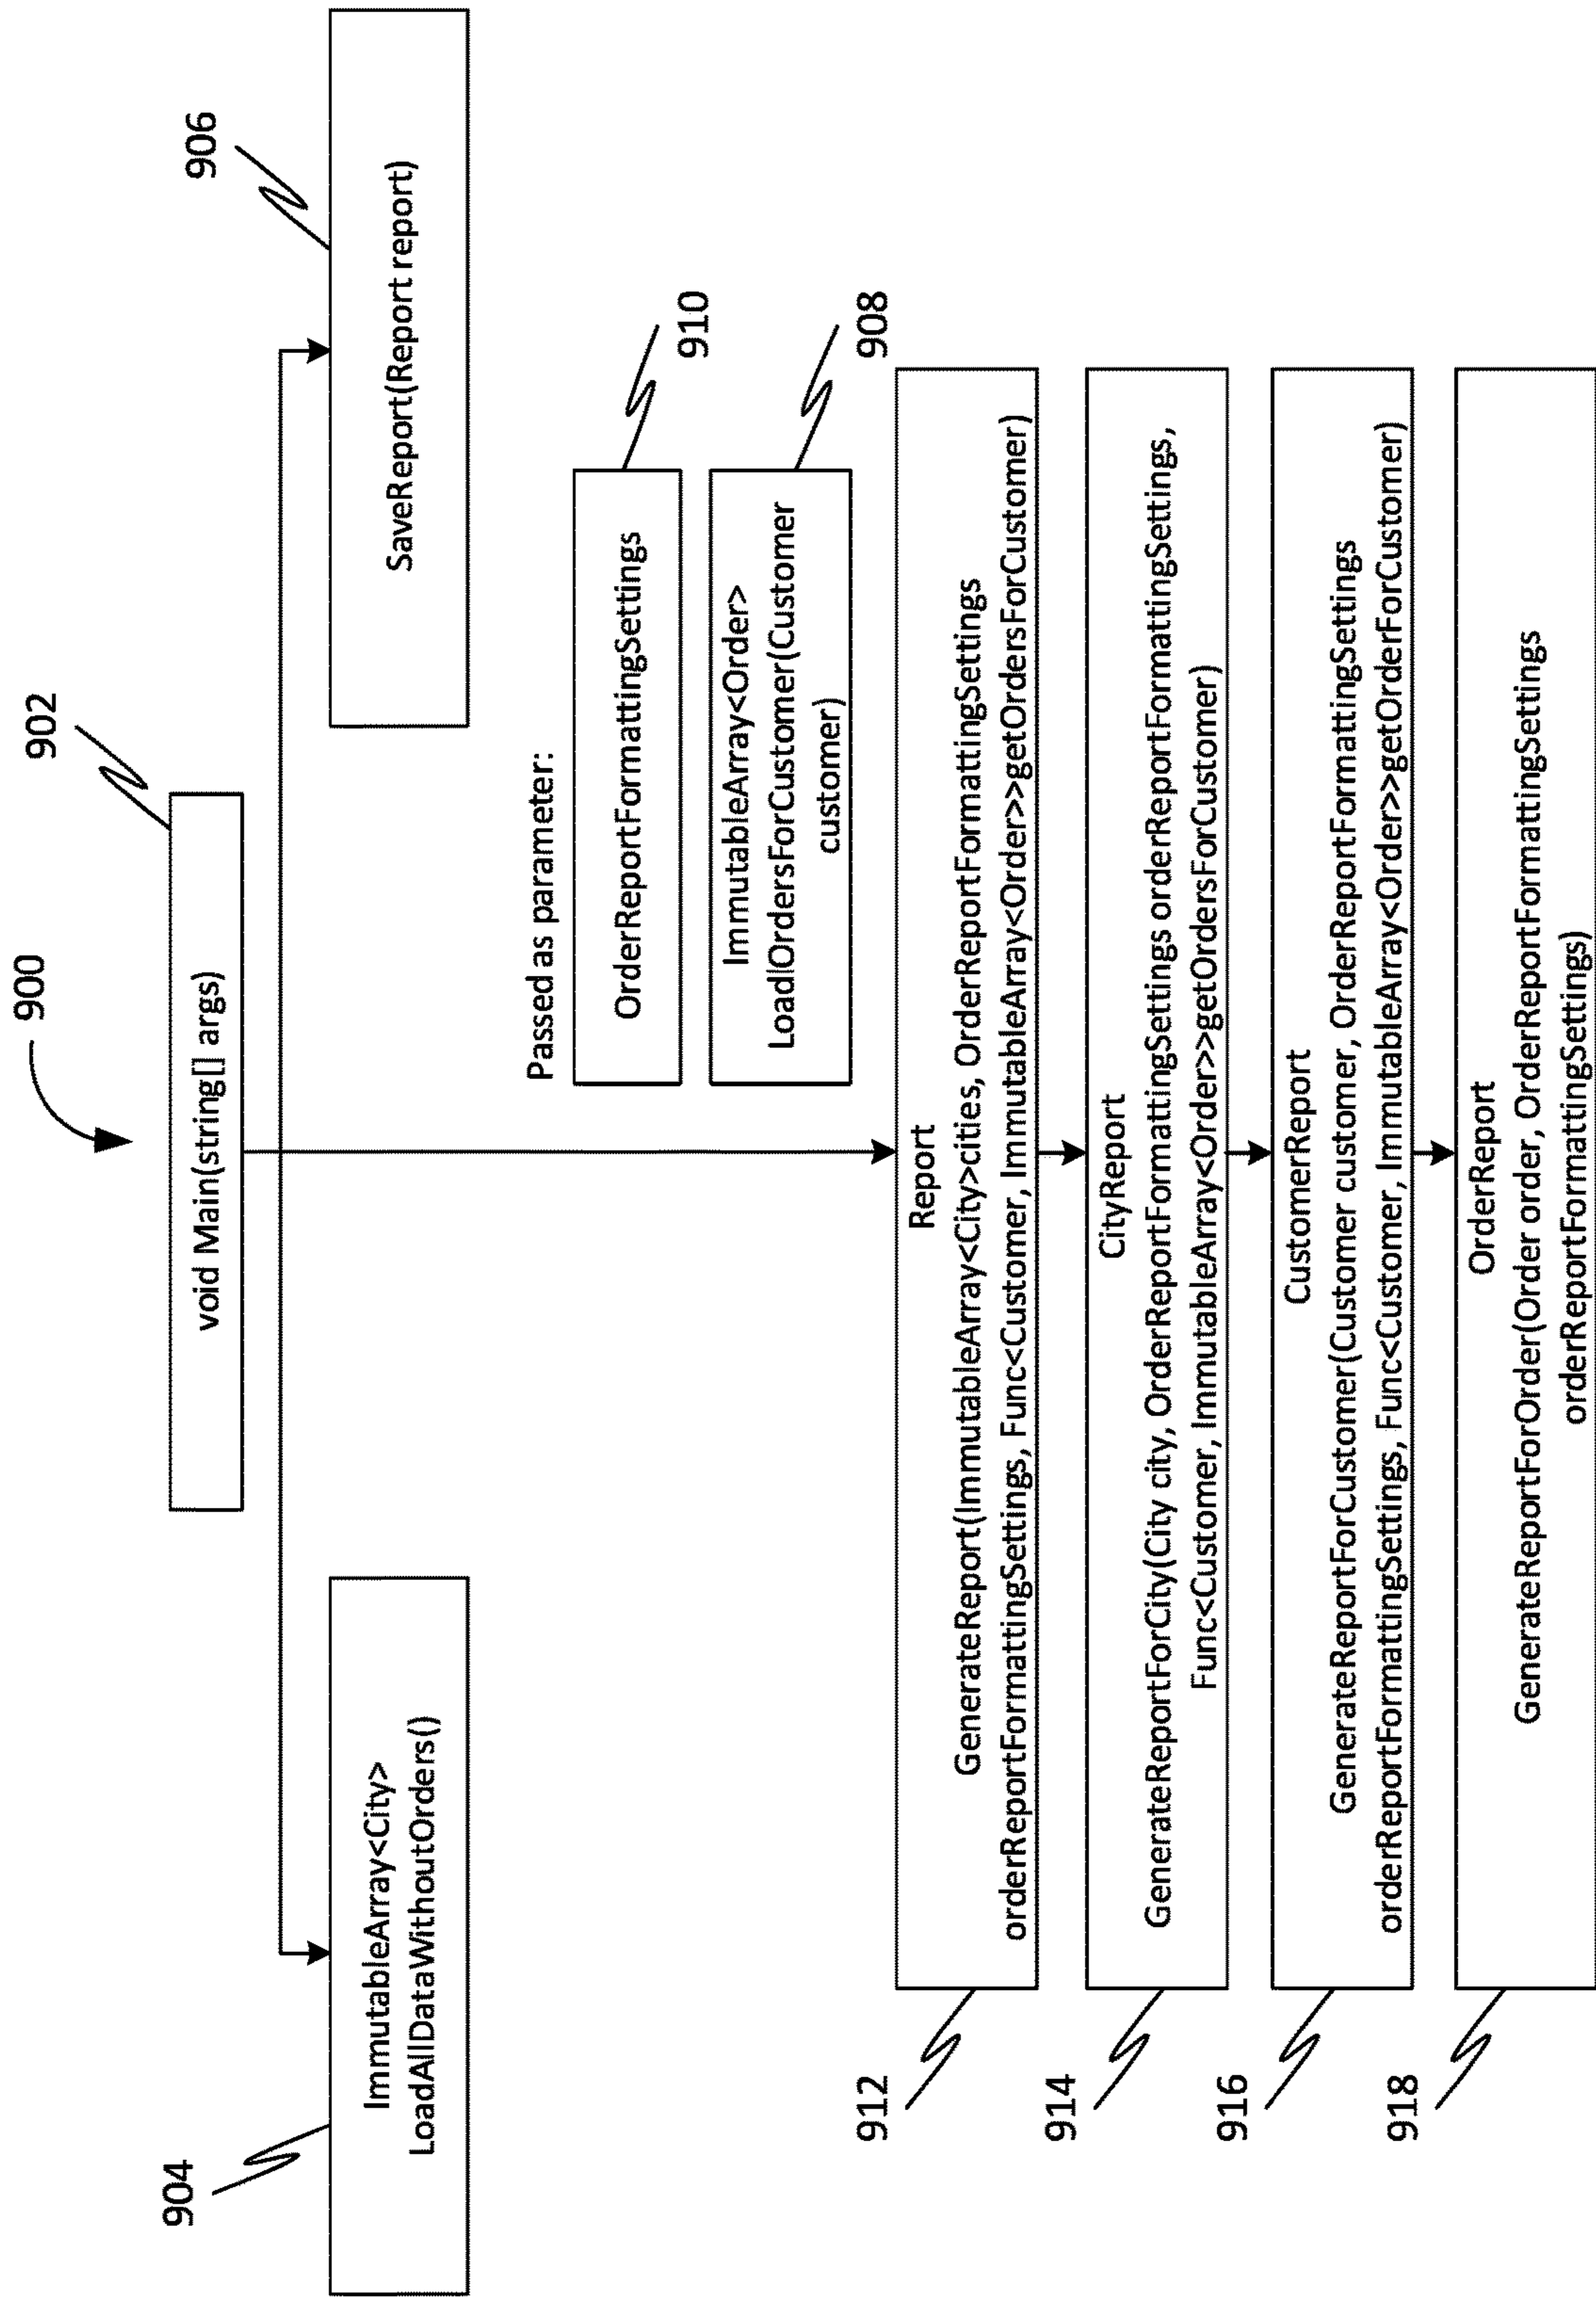 900
902
void Main(string[] args)
904
ImmutableArray<City>
LoadAllDataWithoutOrders()
906
SaveReport(Report report)
Passed as parameter:
OrderReportFormattingSettings
910
ImmutableArray<Order>
Load|OrdersForCustomer(Customer
customer)
908
912
Report
GenerateReport(ImmutableArray<City>cities, OrderReportFormattingSettings
orderReportFormattingSettings, Func<Customer, ImmutableArray<Order>>getOrdersForCustomer)
914
CityReport
GenerateReportForCity(City city, OrderReportFormattingSettings orderReportFormattingSettings,
Func<Customer, ImmutableArray<Order>>getOrdersForCustomer)
916
CustomerReport
GenerateReportForCustomer(Customer customer, OrderReportFormattingSettings
orderReportFormattingSettings, Func<Customer, ImmutableArray<Order>>getOrderForCustomer)
918
OrderReport
GenerateReportForOrder(Order order, OrderReportFormattingSettings
orderReportFormattingSettings)